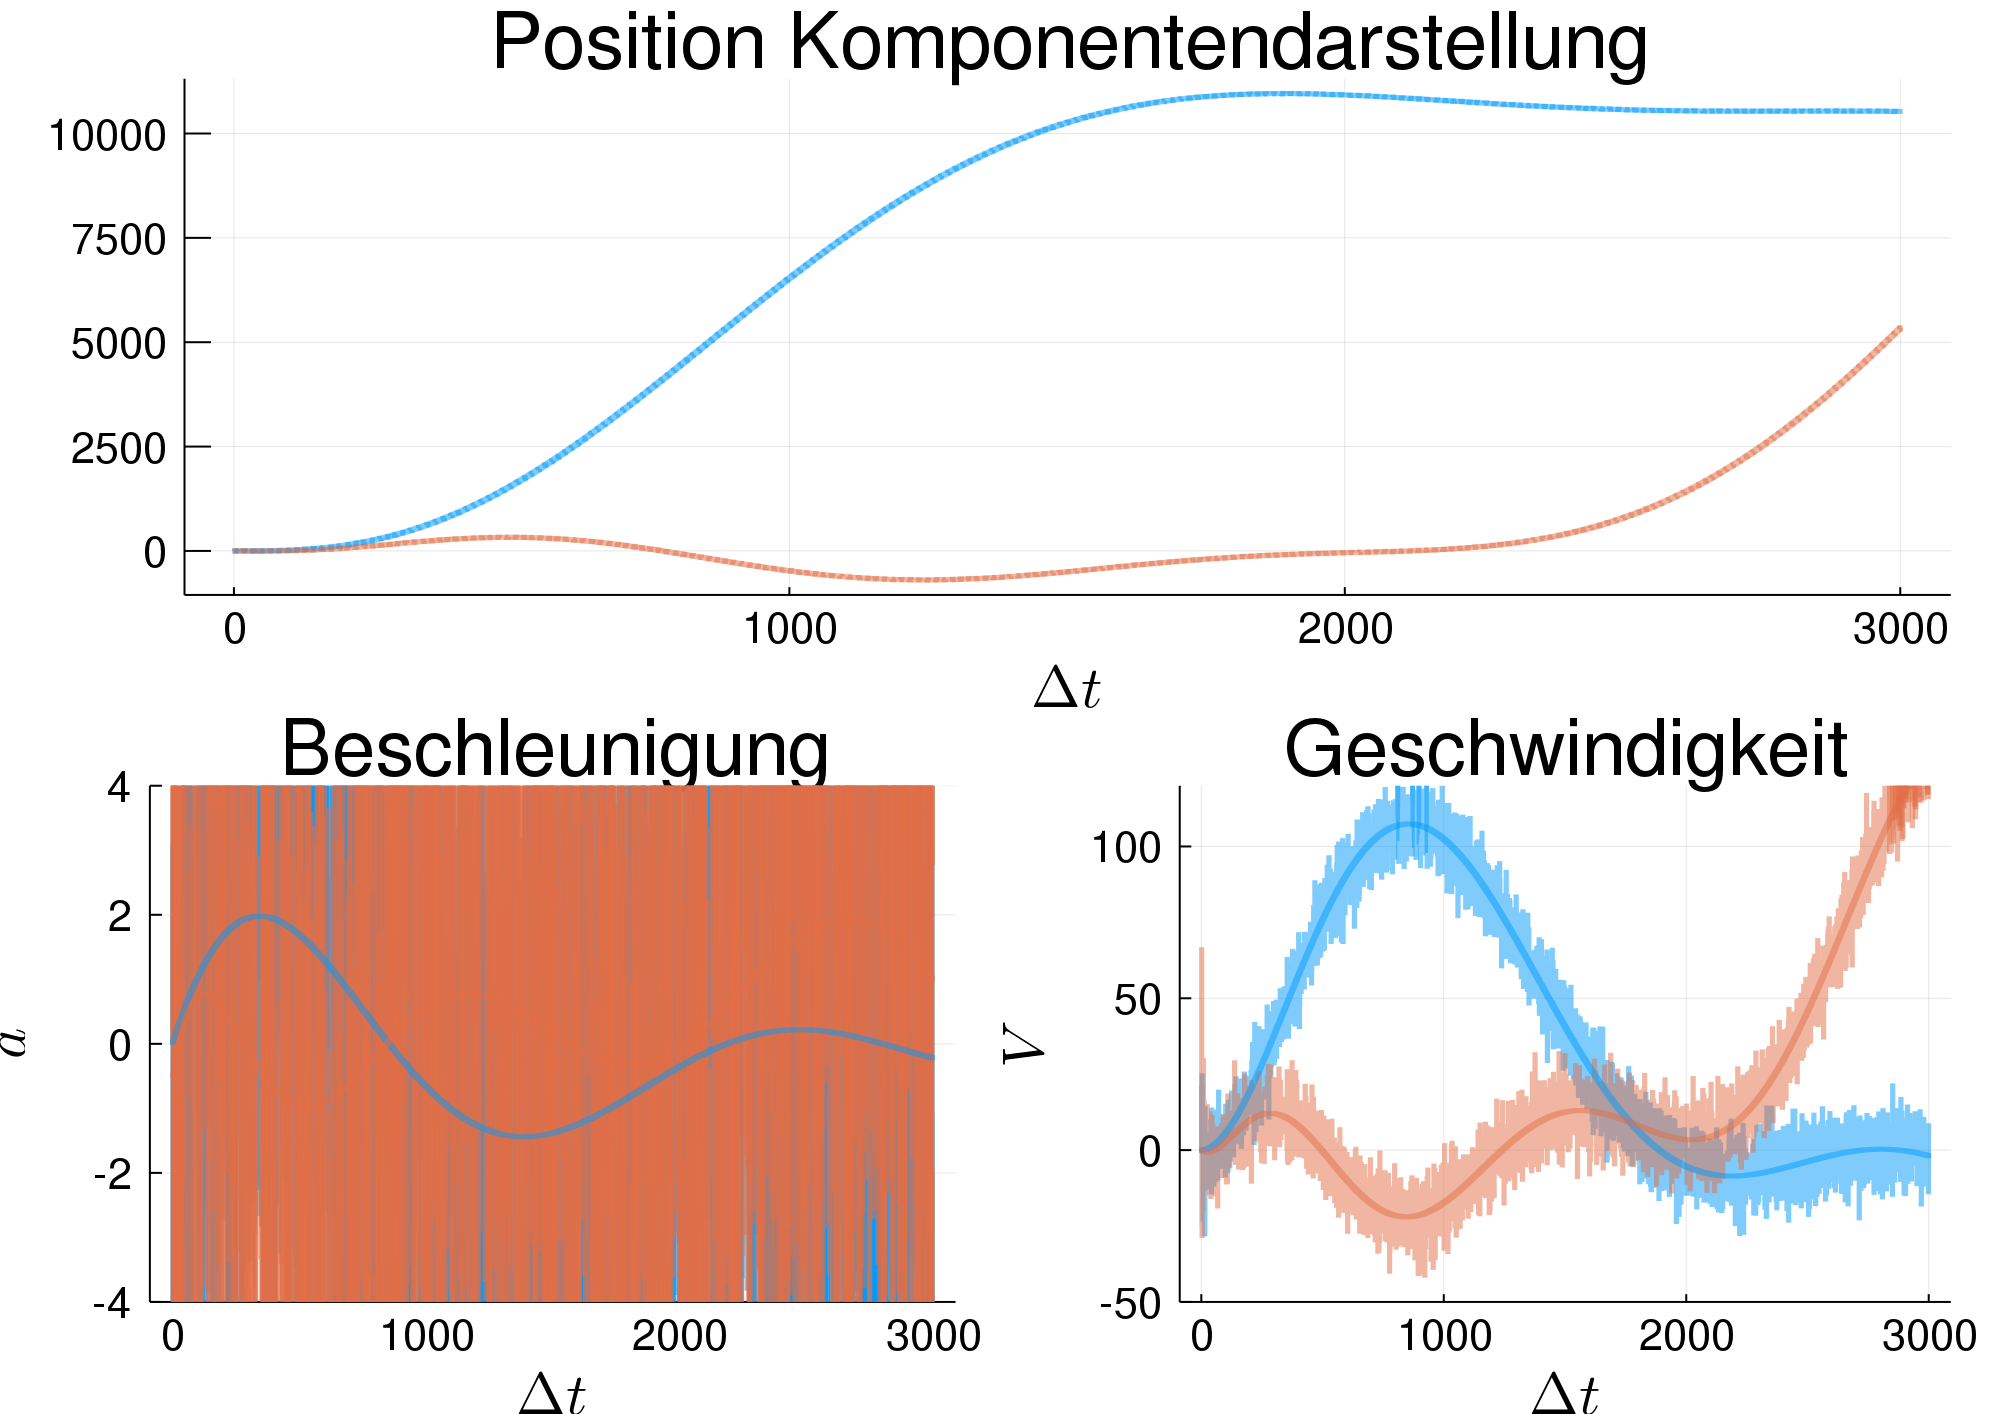 Position Komponentendarstellung
10000
7500
5000
2500
0
0 1000 2000 3000
Δt
Beschleunigung
4
2
0
-2
-4
a
0 1000 2000 3000
Δt
Geschwindigkeit
100
50
0
-50
V
0 1000 2000 3000
Δt